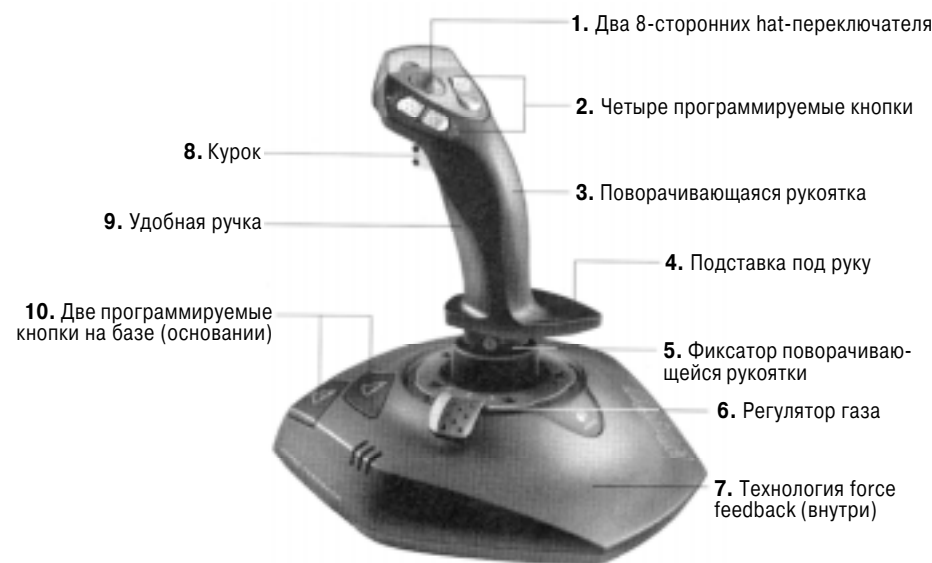 1. Два 8-сторонних hat-переключателя
2. Четыре программируемые кнопки
8. Курок
3. Поворачивающаяся рукоятка
9. Удобная ручка
4. Подставка под руку
10. Две программируемые
кнопки на базе (основании)
5. Фиксатор поворачиваю-
щейся рукоятки
6. Регулятор газа
7. Технология force
feedback (внутри)